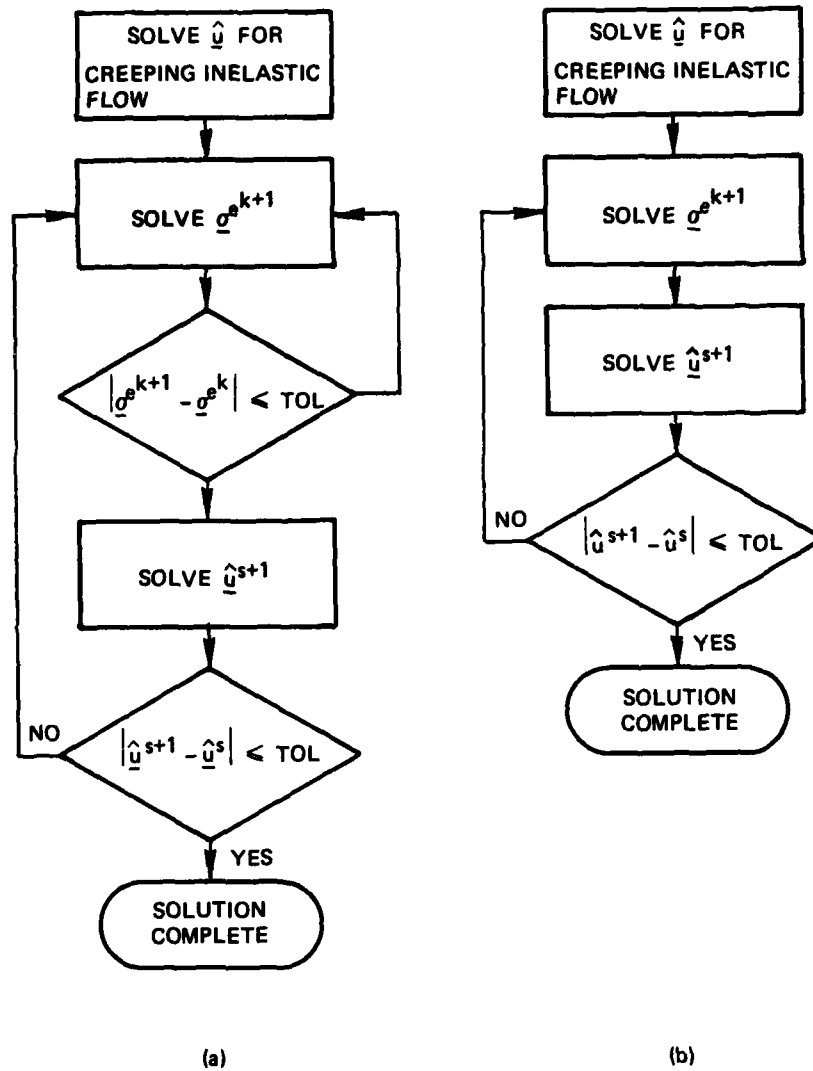 SOLVE û FOR
CREEPING INELASTIC
FLOW
SOLVE σ^e^k+1
|σ^e^k+1 - σ^e^k| ≤ TOL
SOLVE û^s+1
NO
|û^s+1 - û^s| ≤ TOL
YES
SOLUTION
COMPLETE
(a)
SOLVE û FOR
CREEPING INELASTIC
FLOW
SOLVE σ^e^k+1
SOLVE û^s+1
NO
|û^s+1 - û^s| ≤ TOL
YES
SOLUTION
COMPLETE
(b)